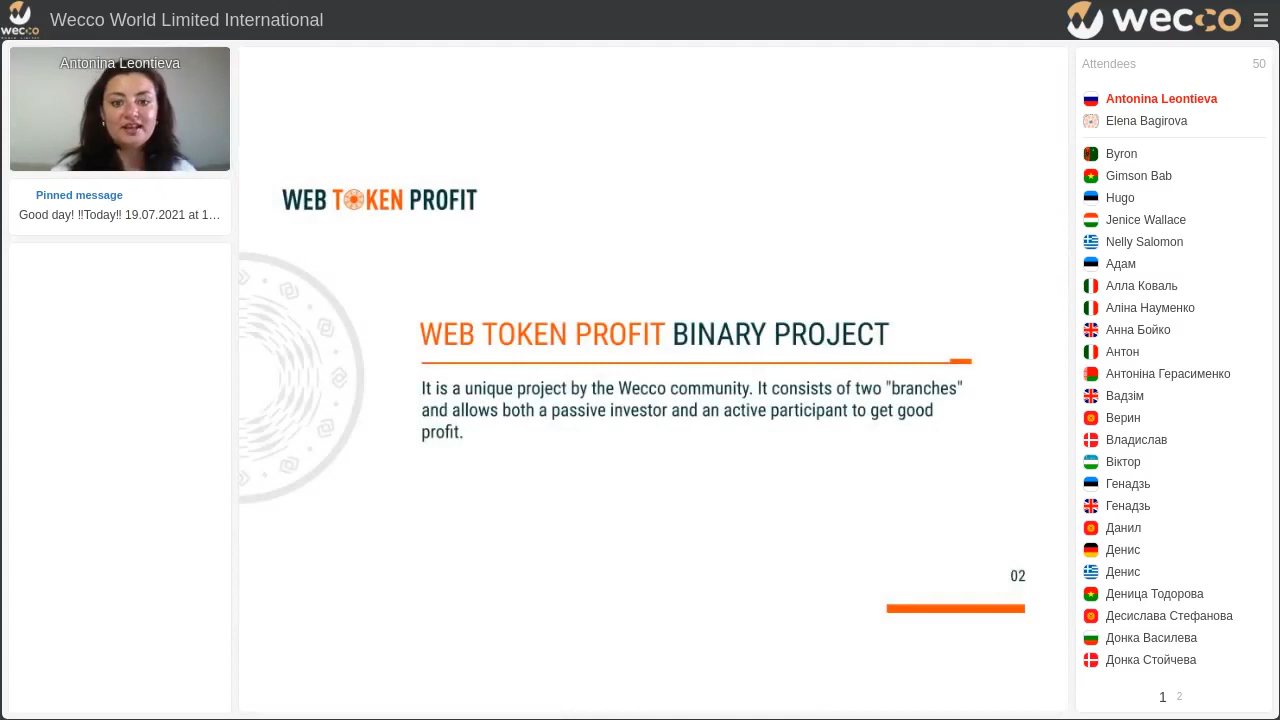 Wecco World Limited International
wecco
wecco
Antonina Leontieva
Pinned message
Good day! ‼Today‼ 19.07.2021 at 1…
WEB TOKEN PROFIT
WEB TOKEN PROFIT BINARY PROJECT
It is a unique project by the Wecco community. It consists of two "branches"
and allows both a passive investor and an active participant to get good
profit.
02
Attendees 50
Antonina Leontieva
Elena Bagirova
Byron
Gimson Bab
Hugo
Jenice Wallace
Nelly Salomon
Адам
Алла Коваль
Аліна Науменко
Анна Бойко
Антон
Антоніна Герасименко
Вадзім
Верин
Владислав
Віктор
Генадзь
Генадзь
Данил
Денис
Денис
Деница Тодорова
Десислава Стефанова
Донка Василева
Донка Стойчева
1 2